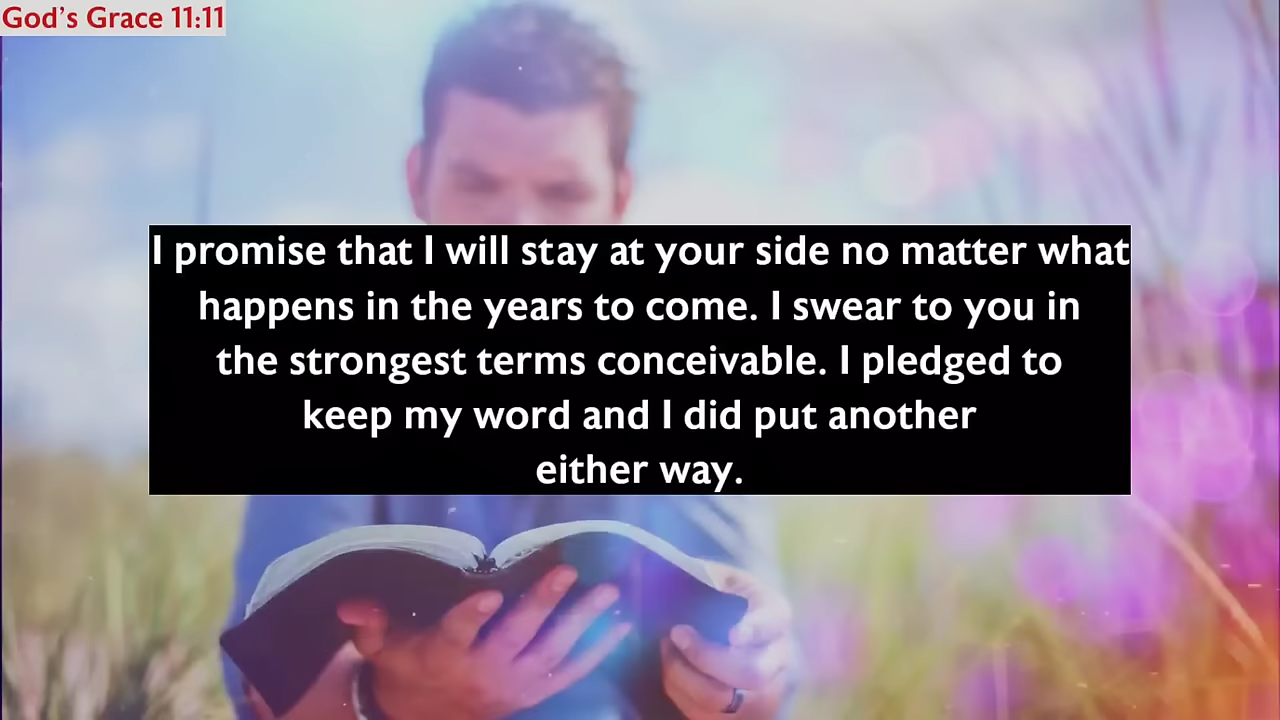 God's Grace 11:11
I promise that I will stay at your side no matter what
happens in the years to come. I swear to you in
the strongest terms conceivable. I pledged to
keep my word and I did put another
either way.